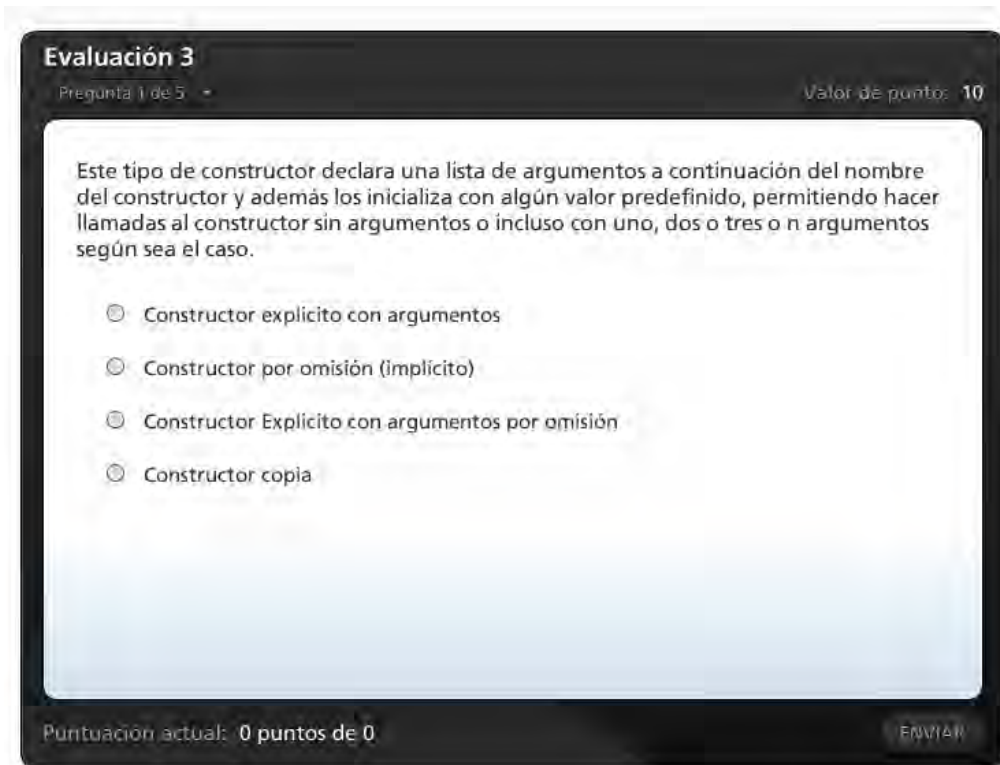 Evaluación 3
Pregunta 1 de 5
Valor de punto: 10
Este tipo de constructor declara una lista de argumentos a continuación del nombre
del constructor y además los inicializa con algún valor predefinido, permitiendo hacer
llamadas al constructor sin argumentos o incluso con uno, dos o tres o n argumentos
según sea el caso.
Constructor explicito con argumentos
Constructor por omisión (implícito)
Constructor Explicito con argumentos por omisión
Constructor copia
Puntuación actual: 0 puntos de 0
ENVIAR